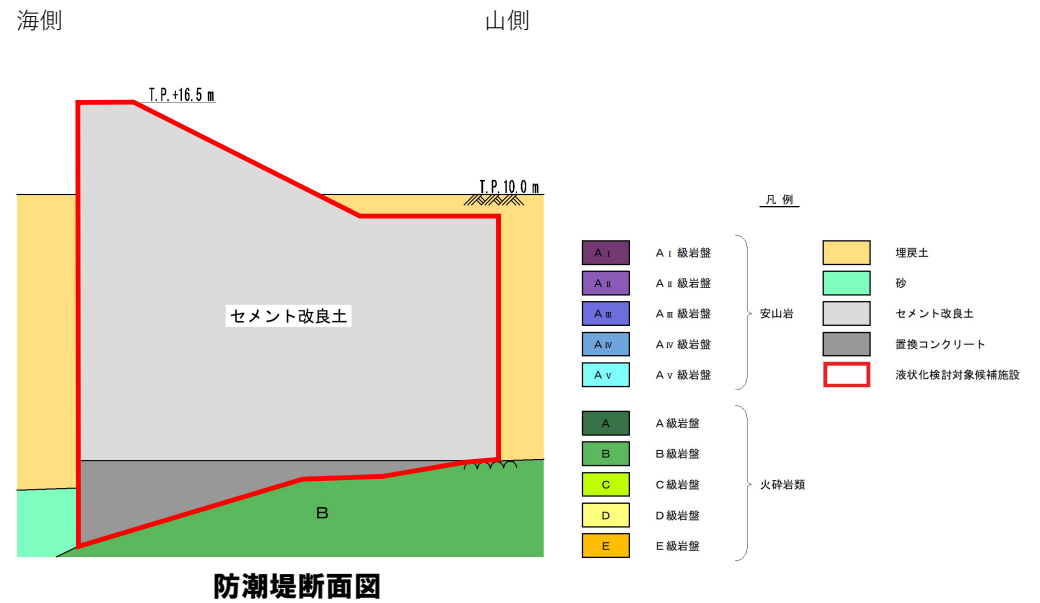 海側
山側
T.P.+16.5 m
T.P.10.0 m
セメント改良土
B
防潮堤断面図
凡例
AⅠ AⅠ級岩盤
AⅡ AⅡ級岩盤
AⅢ AⅢ級岩盤
AⅣ AⅣ級岩盤
AⅤ AⅤ級岩盤
安山岩
A A級岩盤
B B級岩盤
C C級岩盤
D D級岩盤
E E級岩盤
火砕岩類
埋戻土
砂
セメント改良土
置換コンクリート
液状化検討対象候補施設